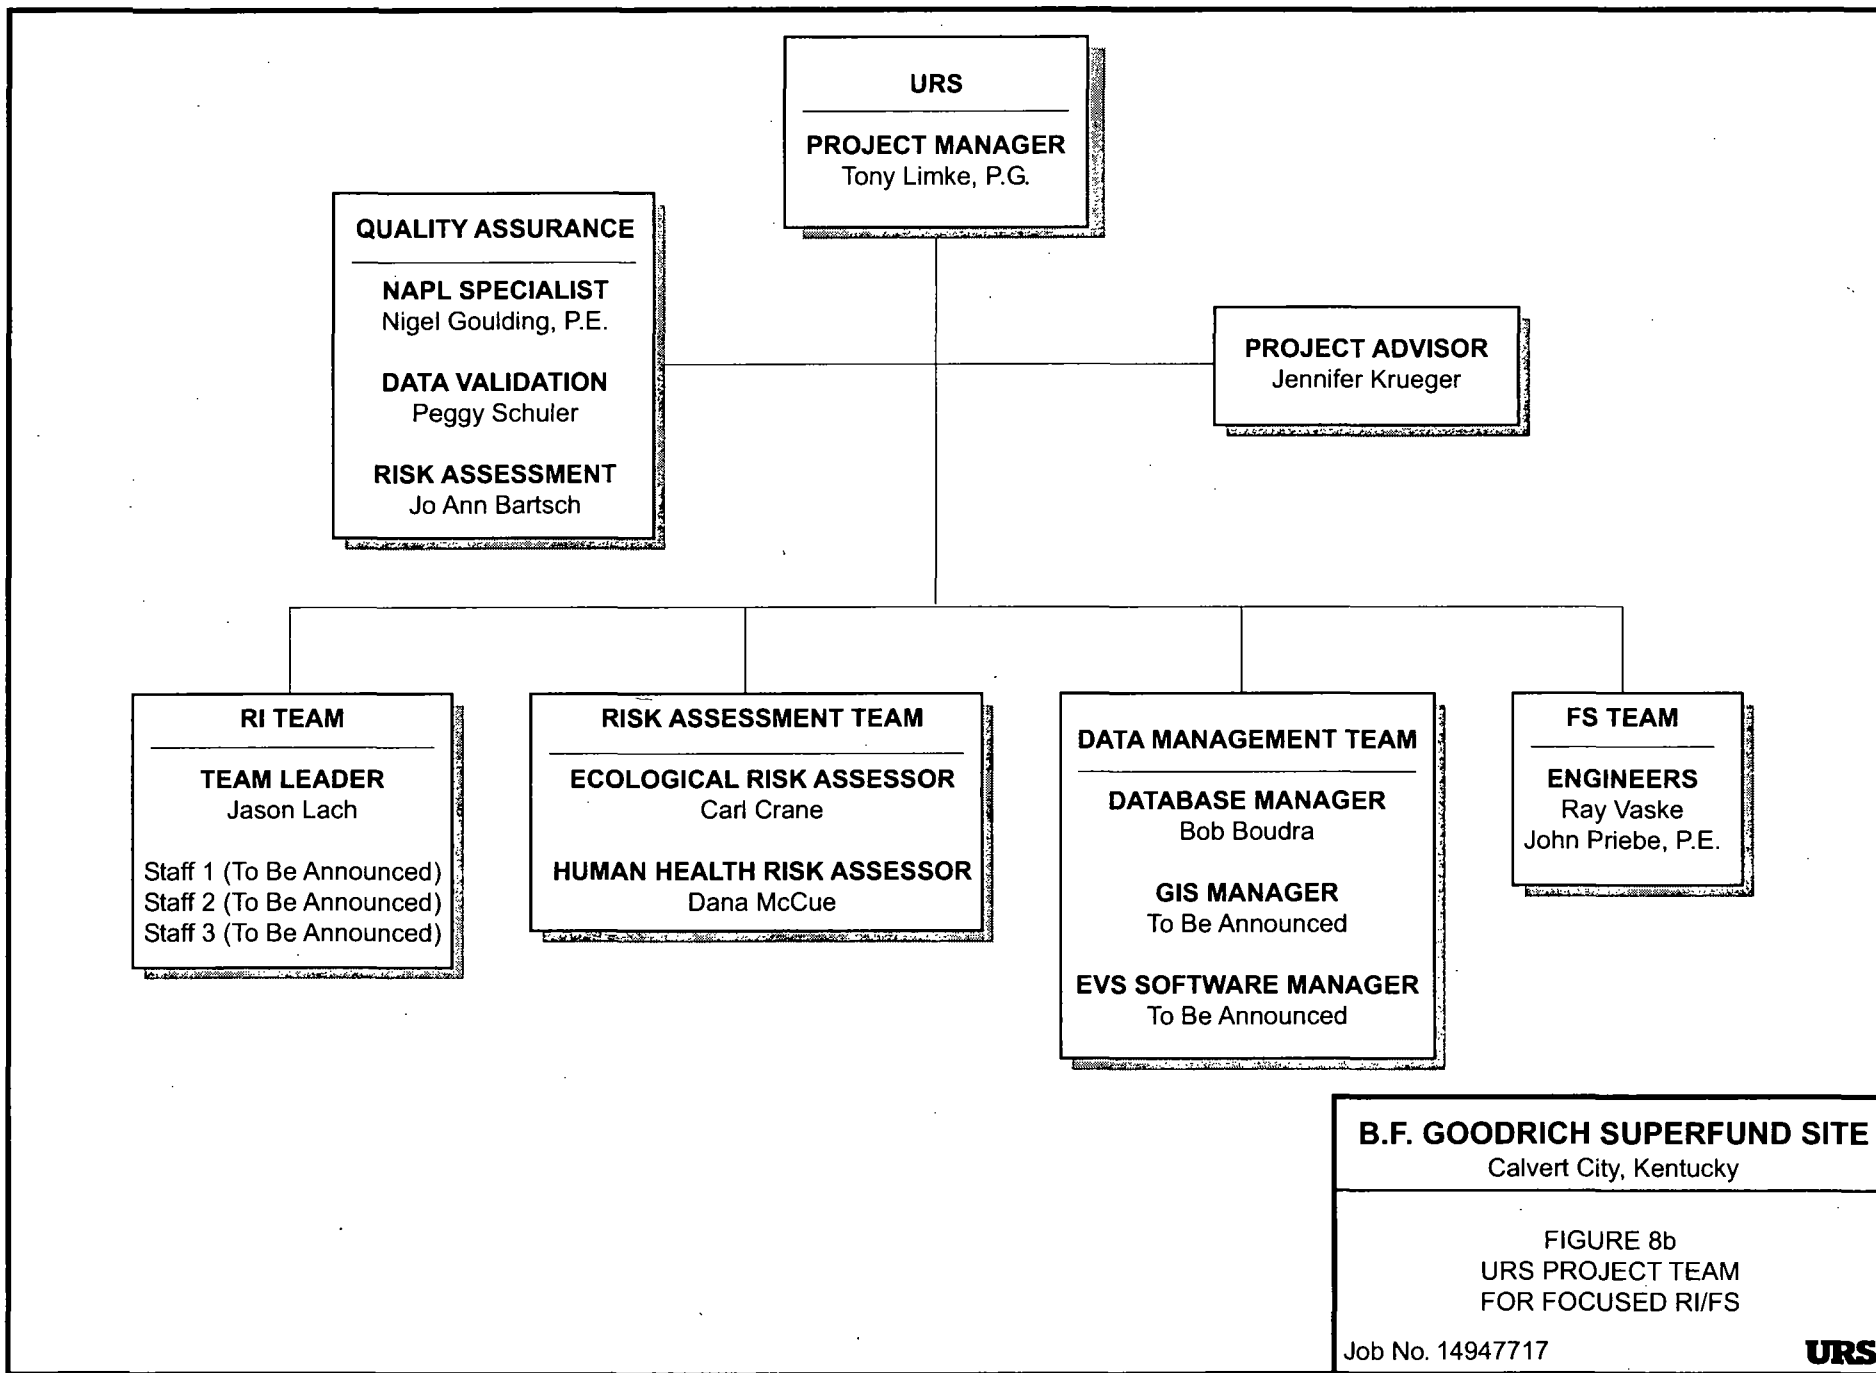 URS
PROJECT MANAGER
Tony Limke, P.G.
QUALITY ASSURANCE
NAPL SPECIALIST
Nigel Goulding, P.E.
DATA VALIDATION
Peggy Schuler
RISK ASSESSMENT
Jo Ann Bartsch
PROJECT ADVISOR
Jennifer Krueger
RI TEAM
TEAM LEADER
Jason Lach
Staff 1 (To Be Announced)
Staff 2 (To Be Announced)
Staff 3 (To Be Announced)
RISK ASSESSMENT TEAM
ECOLOGICAL RISK ASSESSOR
Carl Crane
HUMAN HEALTH RISK ASSESSOR
Dana McCue
DATA MANAGEMENT TEAM
DATABASE MANAGER
Bob Boudra
GIS MANAGER
To Be Announced
EVS SOFTWARE MANAGER
To Be Announced
FS TEAM
ENGINEERS
Ray Vaske
John Priebe, P.E.
B.F. GOODRICH SUPERFUND SITE
Calvert City, Kentucky
FIGURE 8b
URS PROJECT TEAM
FOR FOCUSED RI/FS
Job No. 14947717
URS